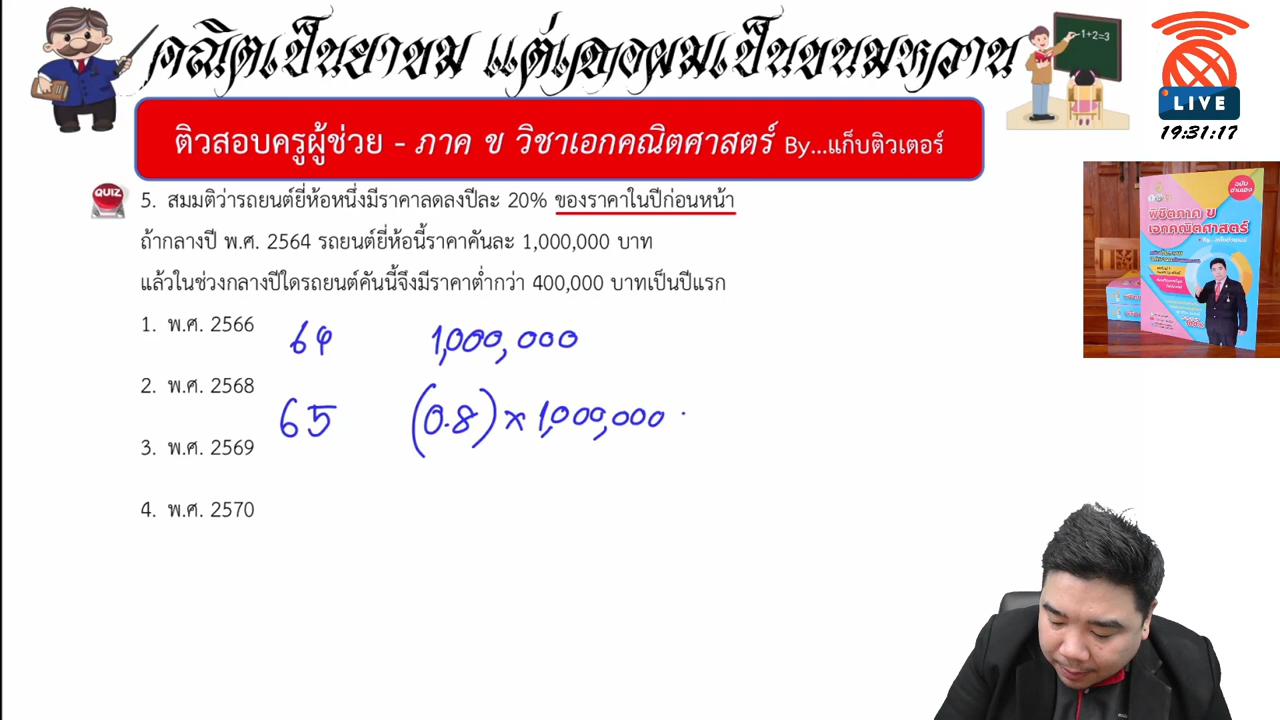 คณิตเป็นยาขม แต่เธอผมเป็นขนมหวาน
-1+2=3
LIVE
19:31:17
ติวสอบครูผู้ช่วย - ภาค ข วิชาเอกคณิตศาสตร์ By...แก็บติวเตอร์
QUIZ
5. สมมติว่ารถยนต์ยี่ห้อหนึ่งมีราคาลดลงปีละ 20% ของราคาในปีก่อนหน้า
ถ้ากลางปี พ.ศ. 2564 รถยนต์ยี่ห้อนี้ราคาคันละ 1,000,000 บาท
แล้วในช่วงกลางปีใดรถยนต์คันนี้จึงมีราคาต่ำกว่า 400,000 บาทเป็นปีแรก
1. พ.ศ. 2566
64 1,000,000
2. พ.ศ. 2568
65 (0.8) × 1,000,000
3. พ.ศ. 2569
4. พ.ศ. 2570
พิชิตภาค ข
เอกคณิตศาสตร์